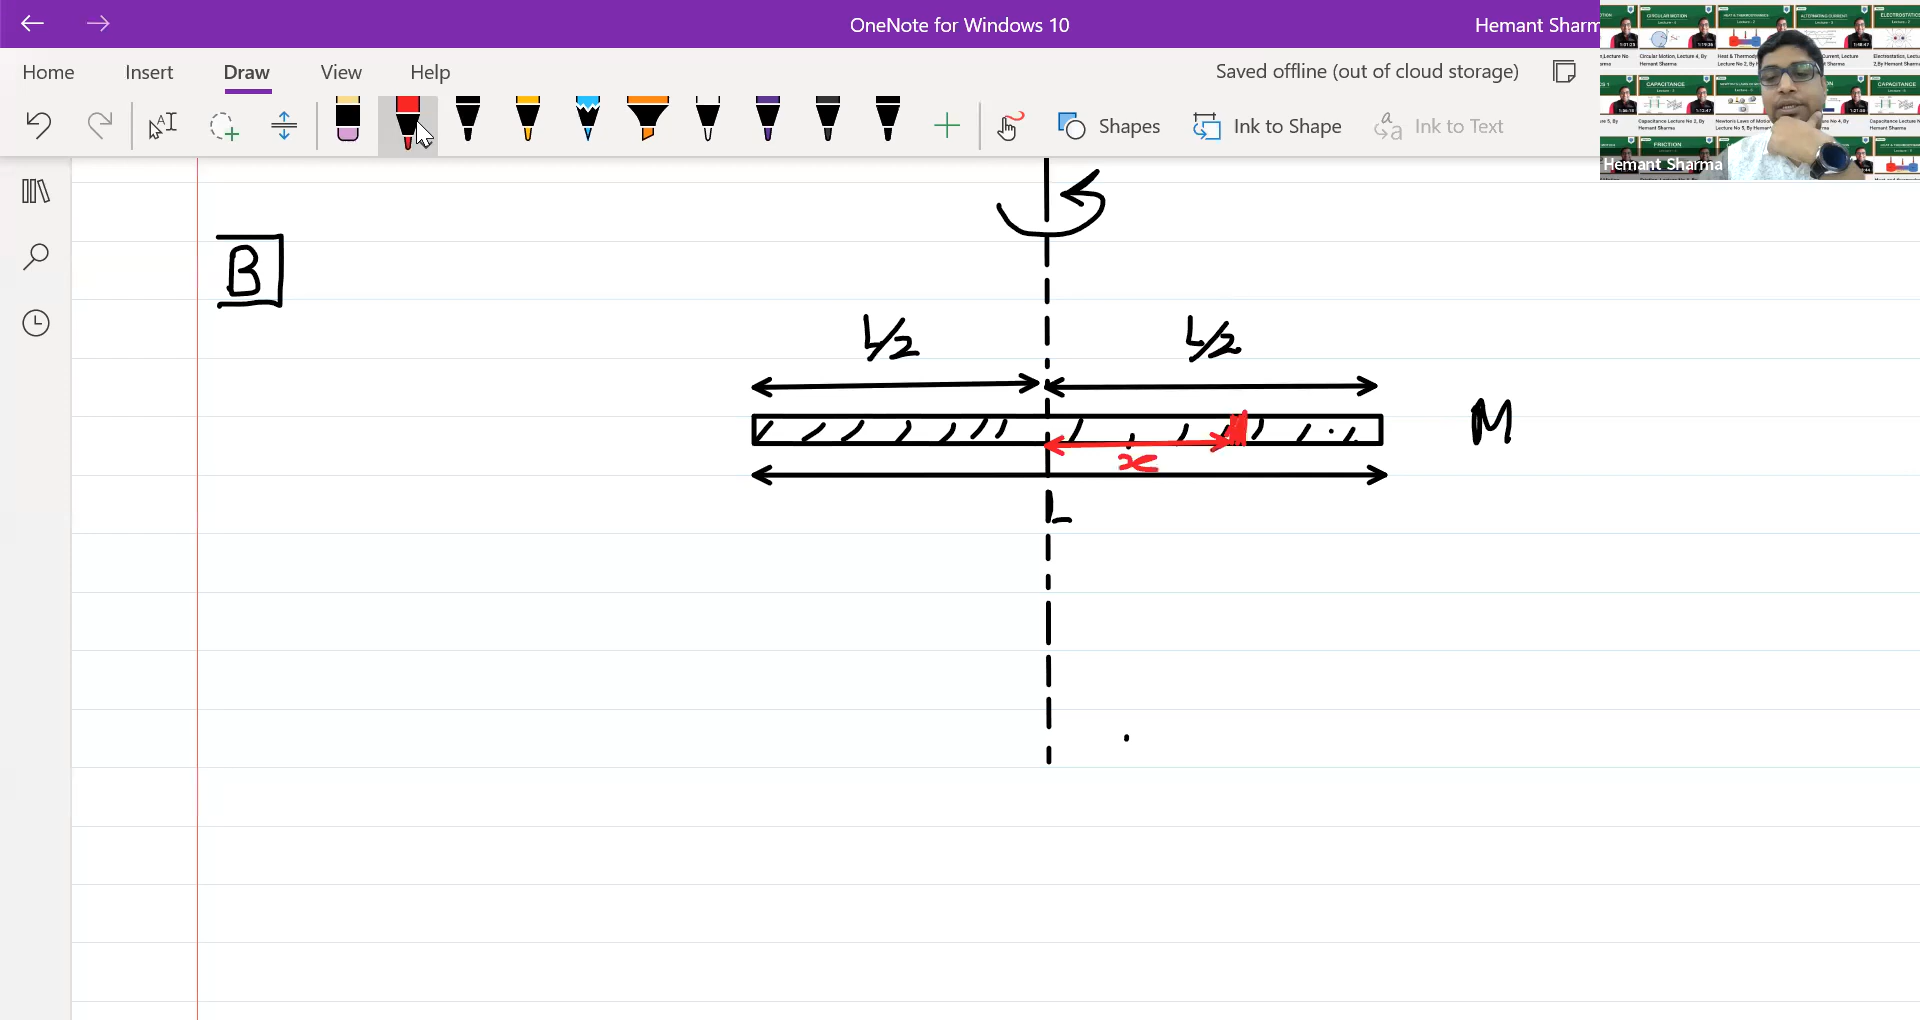 OneNote for Windows 10
Hemant Sharm
Home Insert Draw View Help
Saved offline (out of cloud storage)
Shapes
Ink to Shape
Ink to Text
Hemant Sharma
B
L/2 L/2
M
x
L